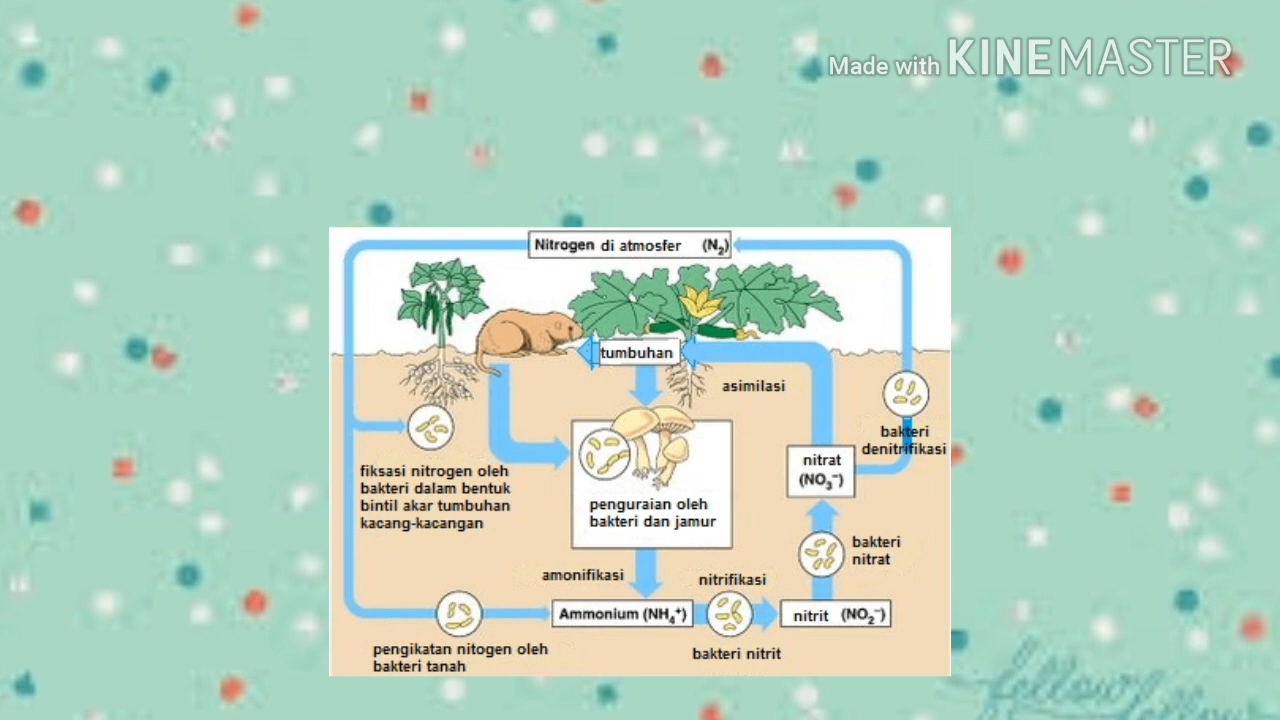 Made with KINEMASTER
Nitrogen di atmosfer (N₂)
tumbuhan
asimilasi
bakteri
denitrifikasi
nitrat
(NO₃⁻)
fiksasi nitrogen oleh
bakteri dalam bentuk
bintil akar tumbuhan
kacang-kacangan
penguraian oleh
bakteri dan jamur
bakteri
nitrat
amonifikasi
nitrifikasi
Ammonium (NH₄⁺)
nitrit (NO₂⁻)
pengikatan nitogen oleh
bakteri tanah
bakteri nitrit